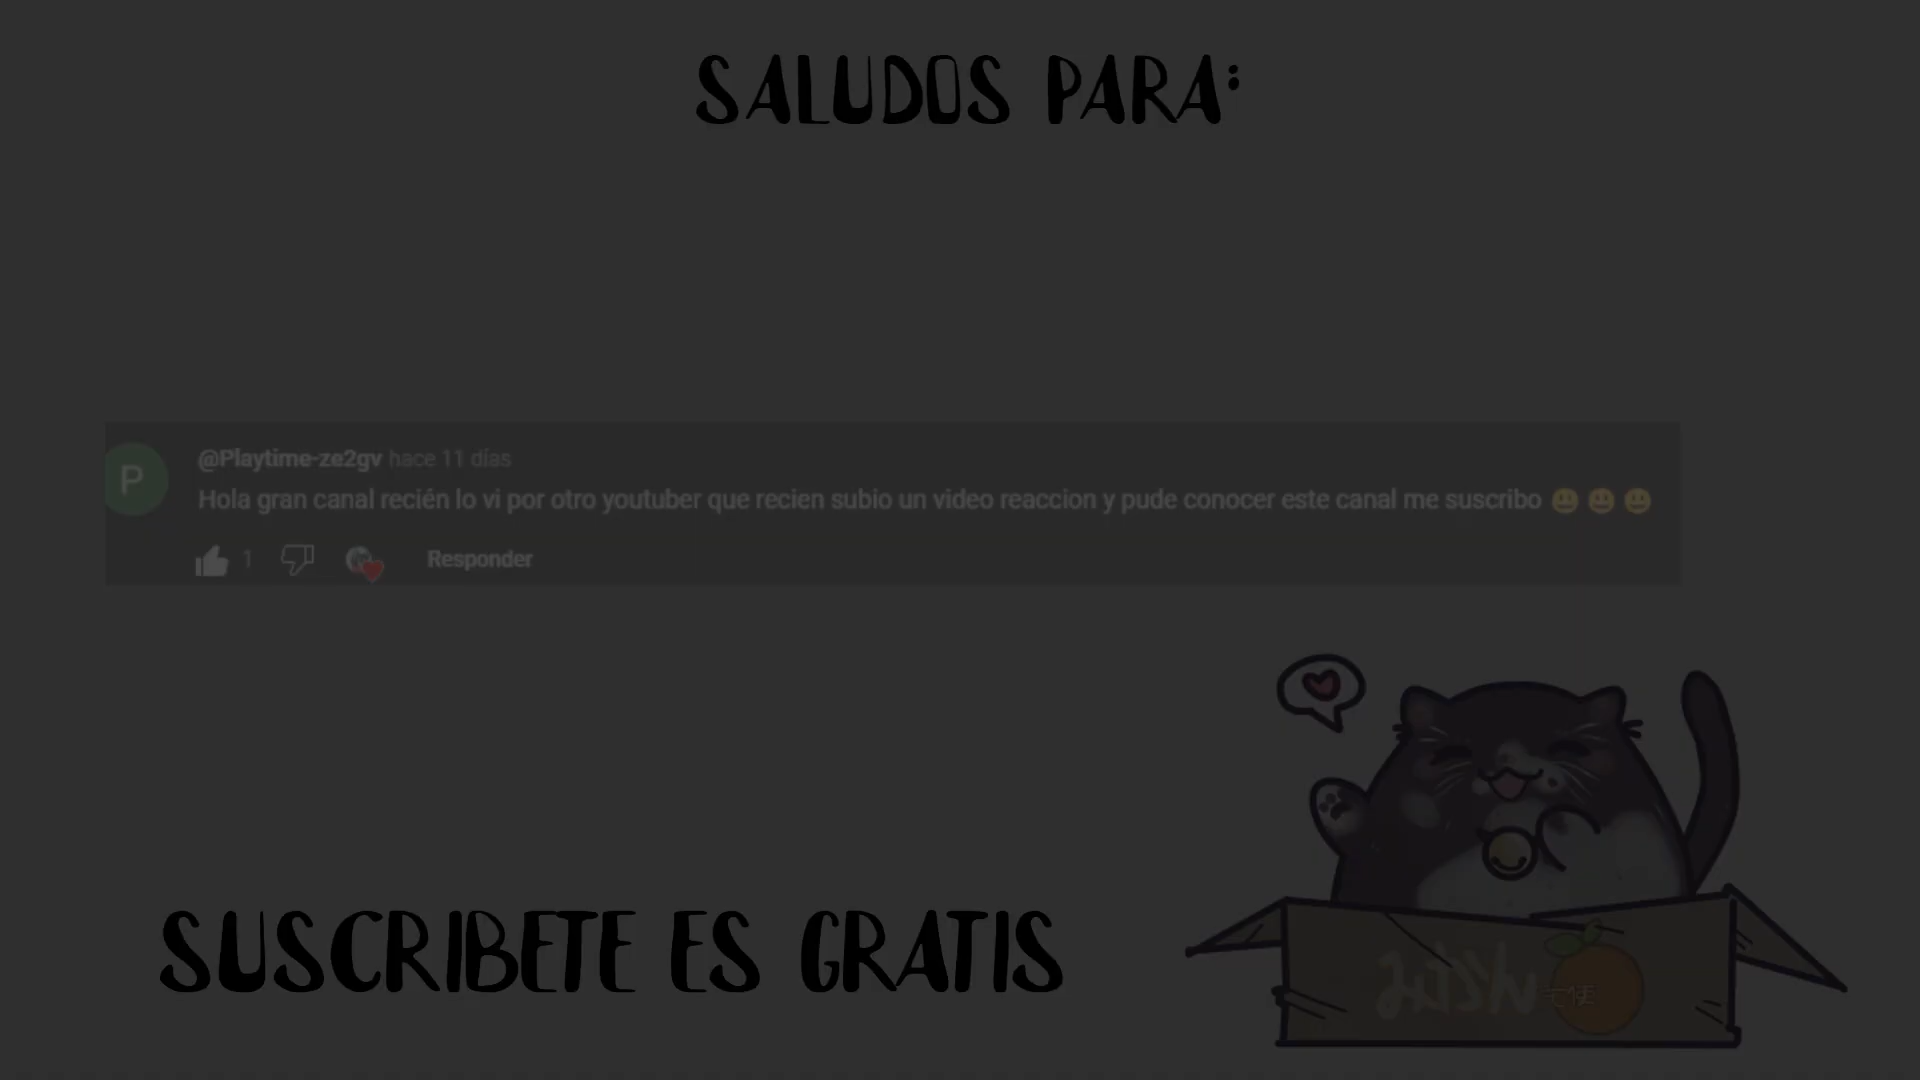 SALUDOS PARA:
P
@Playtime-ze2gv hace 11 días
Hola gran canal recién lo vi por otro youtuber que recien subio un video reaccion y pude conocer este canal me suscribo 😃 😃 😃
1 Responder
SUSCRIBETE ES GRATIS